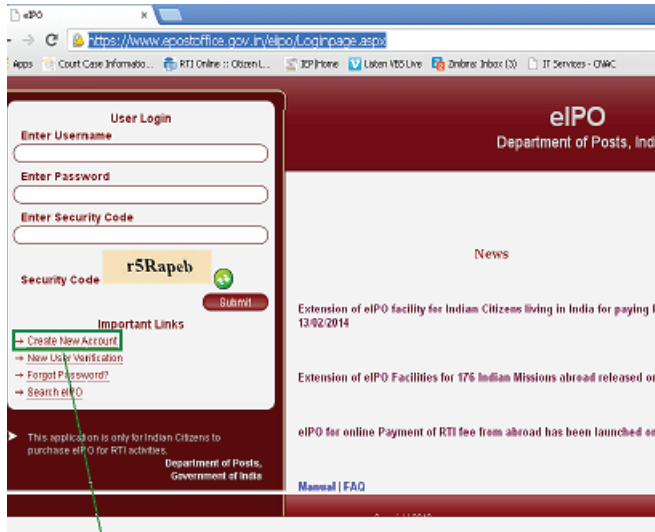 eIPO
https://www.epostoffice.gov.in/eipo/Loginpage.aspx
Apps Court Case Informatio... RTI Online :: Citizen L... IEP|Home Listen VBS Live Zimbra: Inbox (3) IT Services - CWC
User Login
Enter Username
Enter Password
Enter Security Code
Security Code r5Rapeb
Submit
Important Links
→ Create New Account
→ New User Verification
→ Forgot Password?
→ Search eIPO
This application is only for Indian Citizens to
purchase eIPO for RTI activities.
Department of Posts,
Government of India
eIPO
Department of Posts, Indi
News
Extension of eIPO facility for Indian Citizens living in India for paying
13/02/2014
Extension of eIPO Facilities for 176 Indian Missions abroad released on
eIPO for online Payment of RTI fee from abroad has been launched on
Manual | FAQ